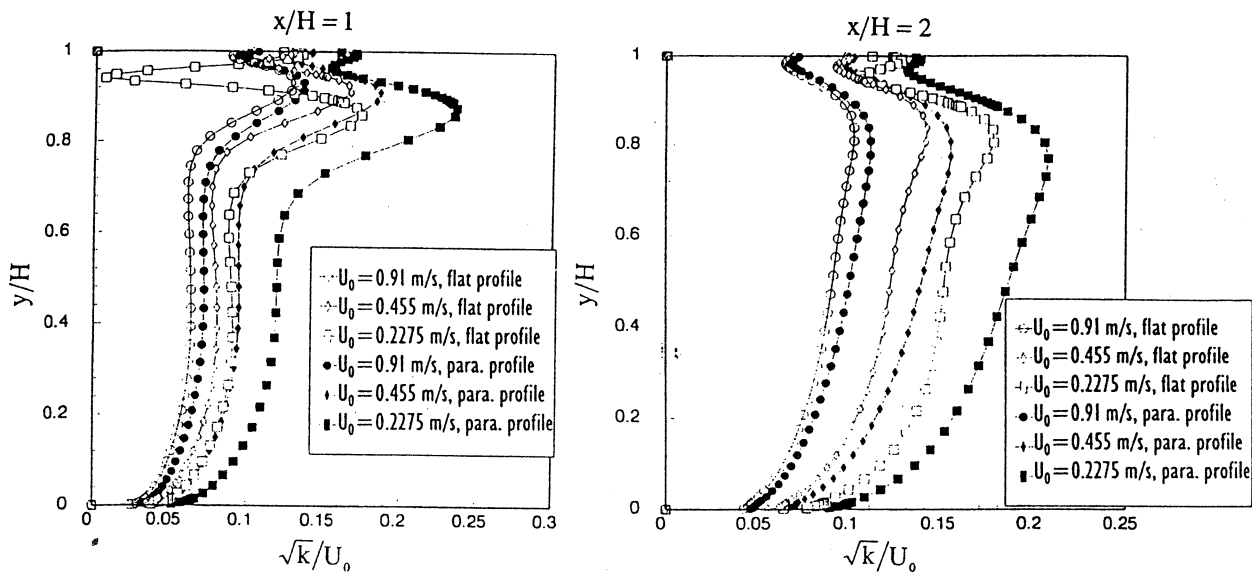 x/H = 1
1
0.8
0.6
0.4
0.2
0
y/H
U₀ = 0.91 m/s, flat profile
U₀ = 0.455 m/s, flat profile
U₀ = 0.2275 m/s, flat profile
U₀ = 0.91 m/s, para. profile
U₀ = 0.455 m/s, para. profile
U₀ = 0.2275 m/s, para. profile
0 0.05 0.1 0.15 0.2 0.25 0.3
√k/U₀
x/H = 2
1
0.8
0.6
0.4
0.2
0
y/H
U₀ = 0.91 m/s, flat profile
U₀ = 0.455 m/s, flat profile
U₀ = 0.2275 m/s, flat profile
U₀ = 0.91 m/s, para. profile
U₀ = 0.455 m/s, para. profile
U₀ = 0.2275 m/s, para. profile
0 0.05 0.1 0.15 0.2 0.25
√k/U₀